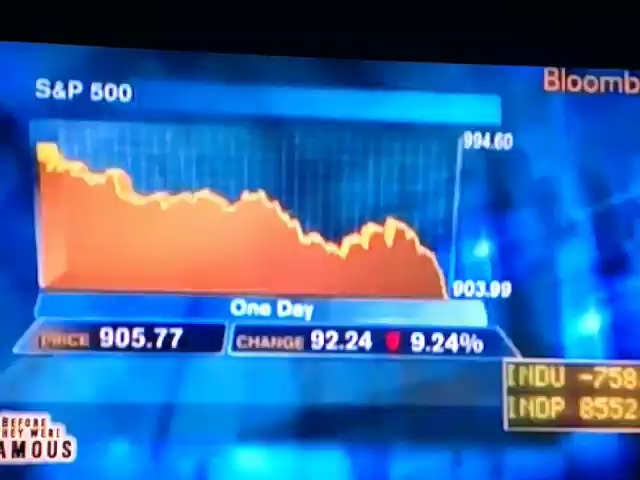 Bloomb
S&P 500
994.60
903.99
One Day
PRICE 905.77
CHANGE 92.24 9.24%
INDU -758
INDP 8552
BEFORE
THEY WERE
FAMOUS